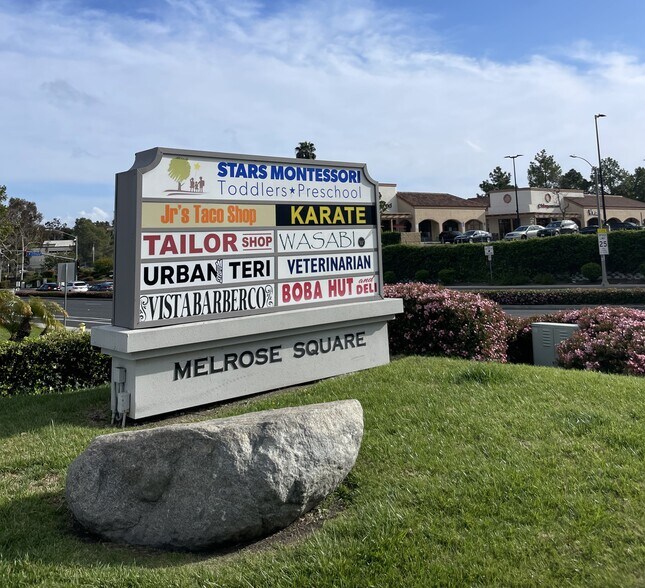 STARS MONTESSORI
Toddlers★Preschool
Jr's Taco Shop
KARATE
TAILOR SHOP
WASABI
URBAN TERI
VETERINARIAN
VISTABARBERCO
BOBA HUT and DELI
MELROSE SQUARE
25